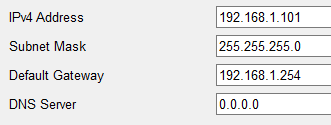 IPv4 Address 192.168.1.101
Subnet Mask 255.255.255.0
Default Gateway 192.168.1.254
DNS Server 0.0.0.0